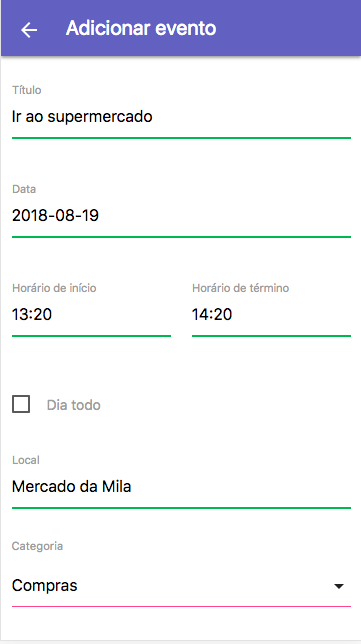 Adicionar evento
Título
Ir ao supermercado
Data
2018-08-19
Horário de início Horário de término
13:20 14:20
Dia todo
Local
Mercado da Mila
Categoria
Compras